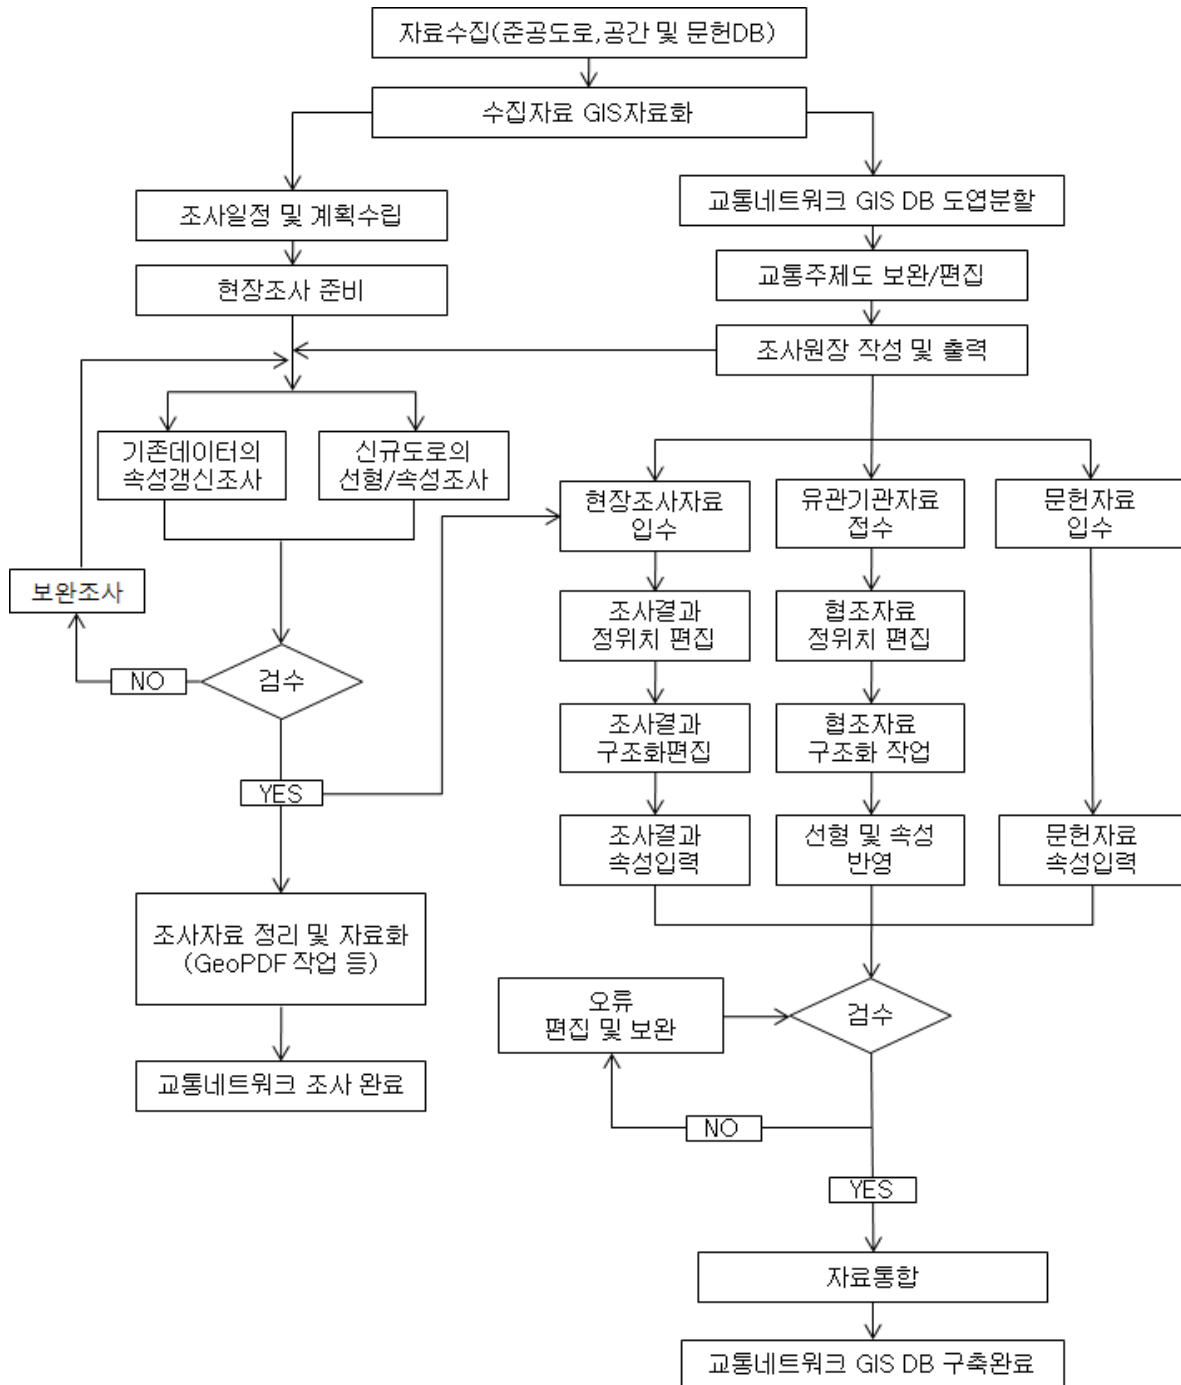 자료수집(준공도로,공간 및 문헌DB)
수집자료 GIS자료화
조사일정 및 계획수립
현장조사 준비
교통네트워크 GIS DB 도엽분할
교통주제도 보완/편집
조사원장 작성 및 출력
기존데이터의
속성갱신조사
신규도로의
선형/속성조사
보완조사
검수
NO
YES
조사자료 정리 및 자료화
(GeoPDF 작업 등)
교통네트워크 조사 완료
현장조사자료
입수
유관기관자료
접수
문헌자료
입수
조사결과
정위치 편집
협조자료
정위치 편집
조사결과
구조화편집
협조자료
구조화 작업
조사결과
속성입력
선형 및 속성
반영
문헌자료
속성입력
오류
편집 및 보완
검수
NO
YES
자료통합
교통네트워크 GIS DB 구축완료